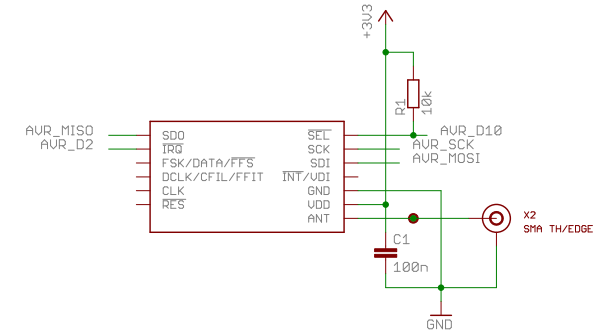 +3V3
R1
10k
AVR_MISO
AVR_D2
SDO
IRQ
FSK/DATA/FFS
DCLK/CFIL/FFIT
CLK
RES
SEL
SCK
SDI
INT/VDI
GND
VDD
ANT
AVR_D10
AVR_SCK
AVR_MOSI
X2
SMA TH/EDGE
C1
100n
GND